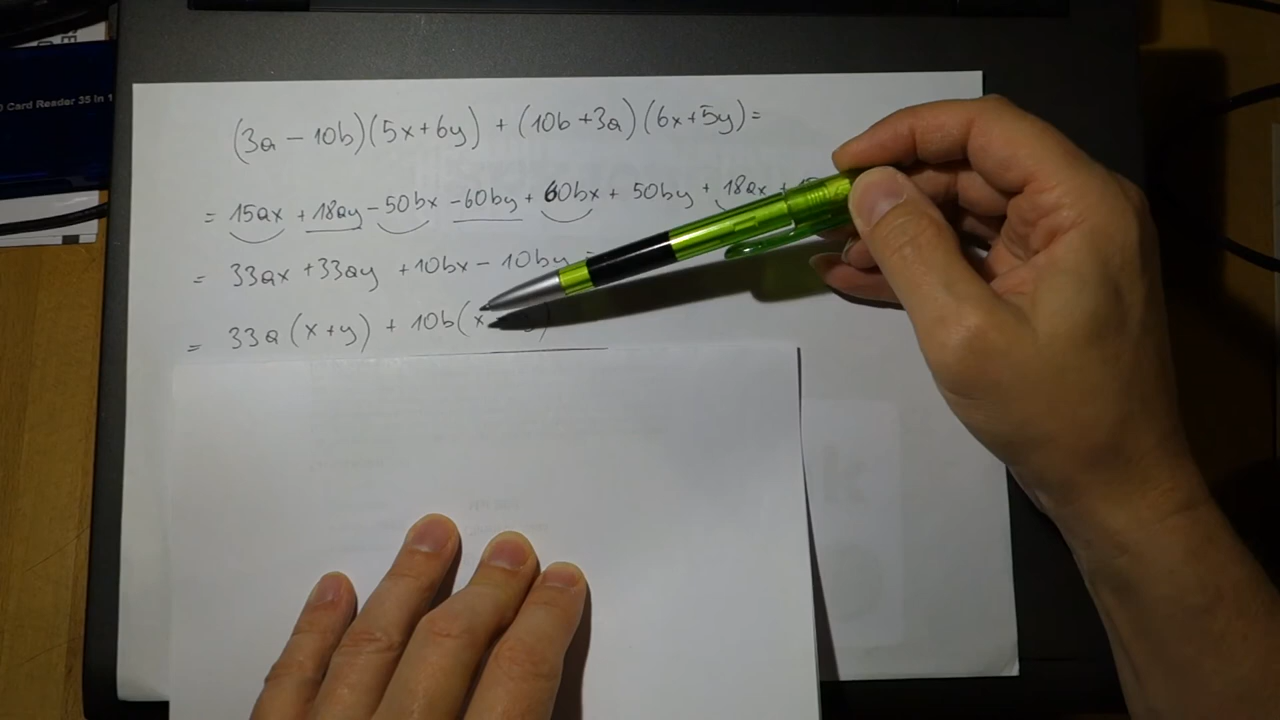 Card Reader 35 In 1
(3a - 10b)(5x+6y) + (10b+3a)(6x+5y)=
= 15ax + 18ay - 50bx - 60by + 60bx + 50by + 18ax +
= 33ax + 33ay + 10bx - 10by =
= 33a(x+y) + 10b(x